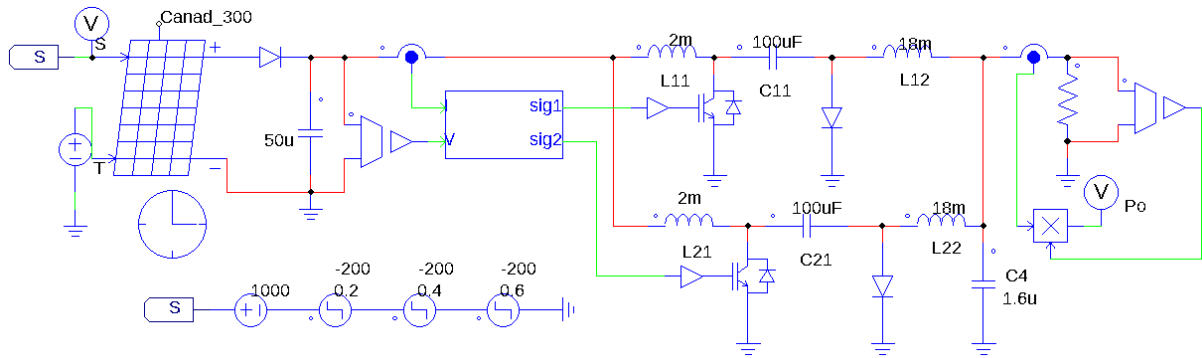 Canad_300
V
S
S
+
T
−
50u
I
V
sig1
sig2
2m
L11
100uF
C11
18m
L12
2m
L21
100uF
C21
18m
L22
C4
1.6u
V
Po
S
1000
-200
0.2
-200
0.4
-200
0.6